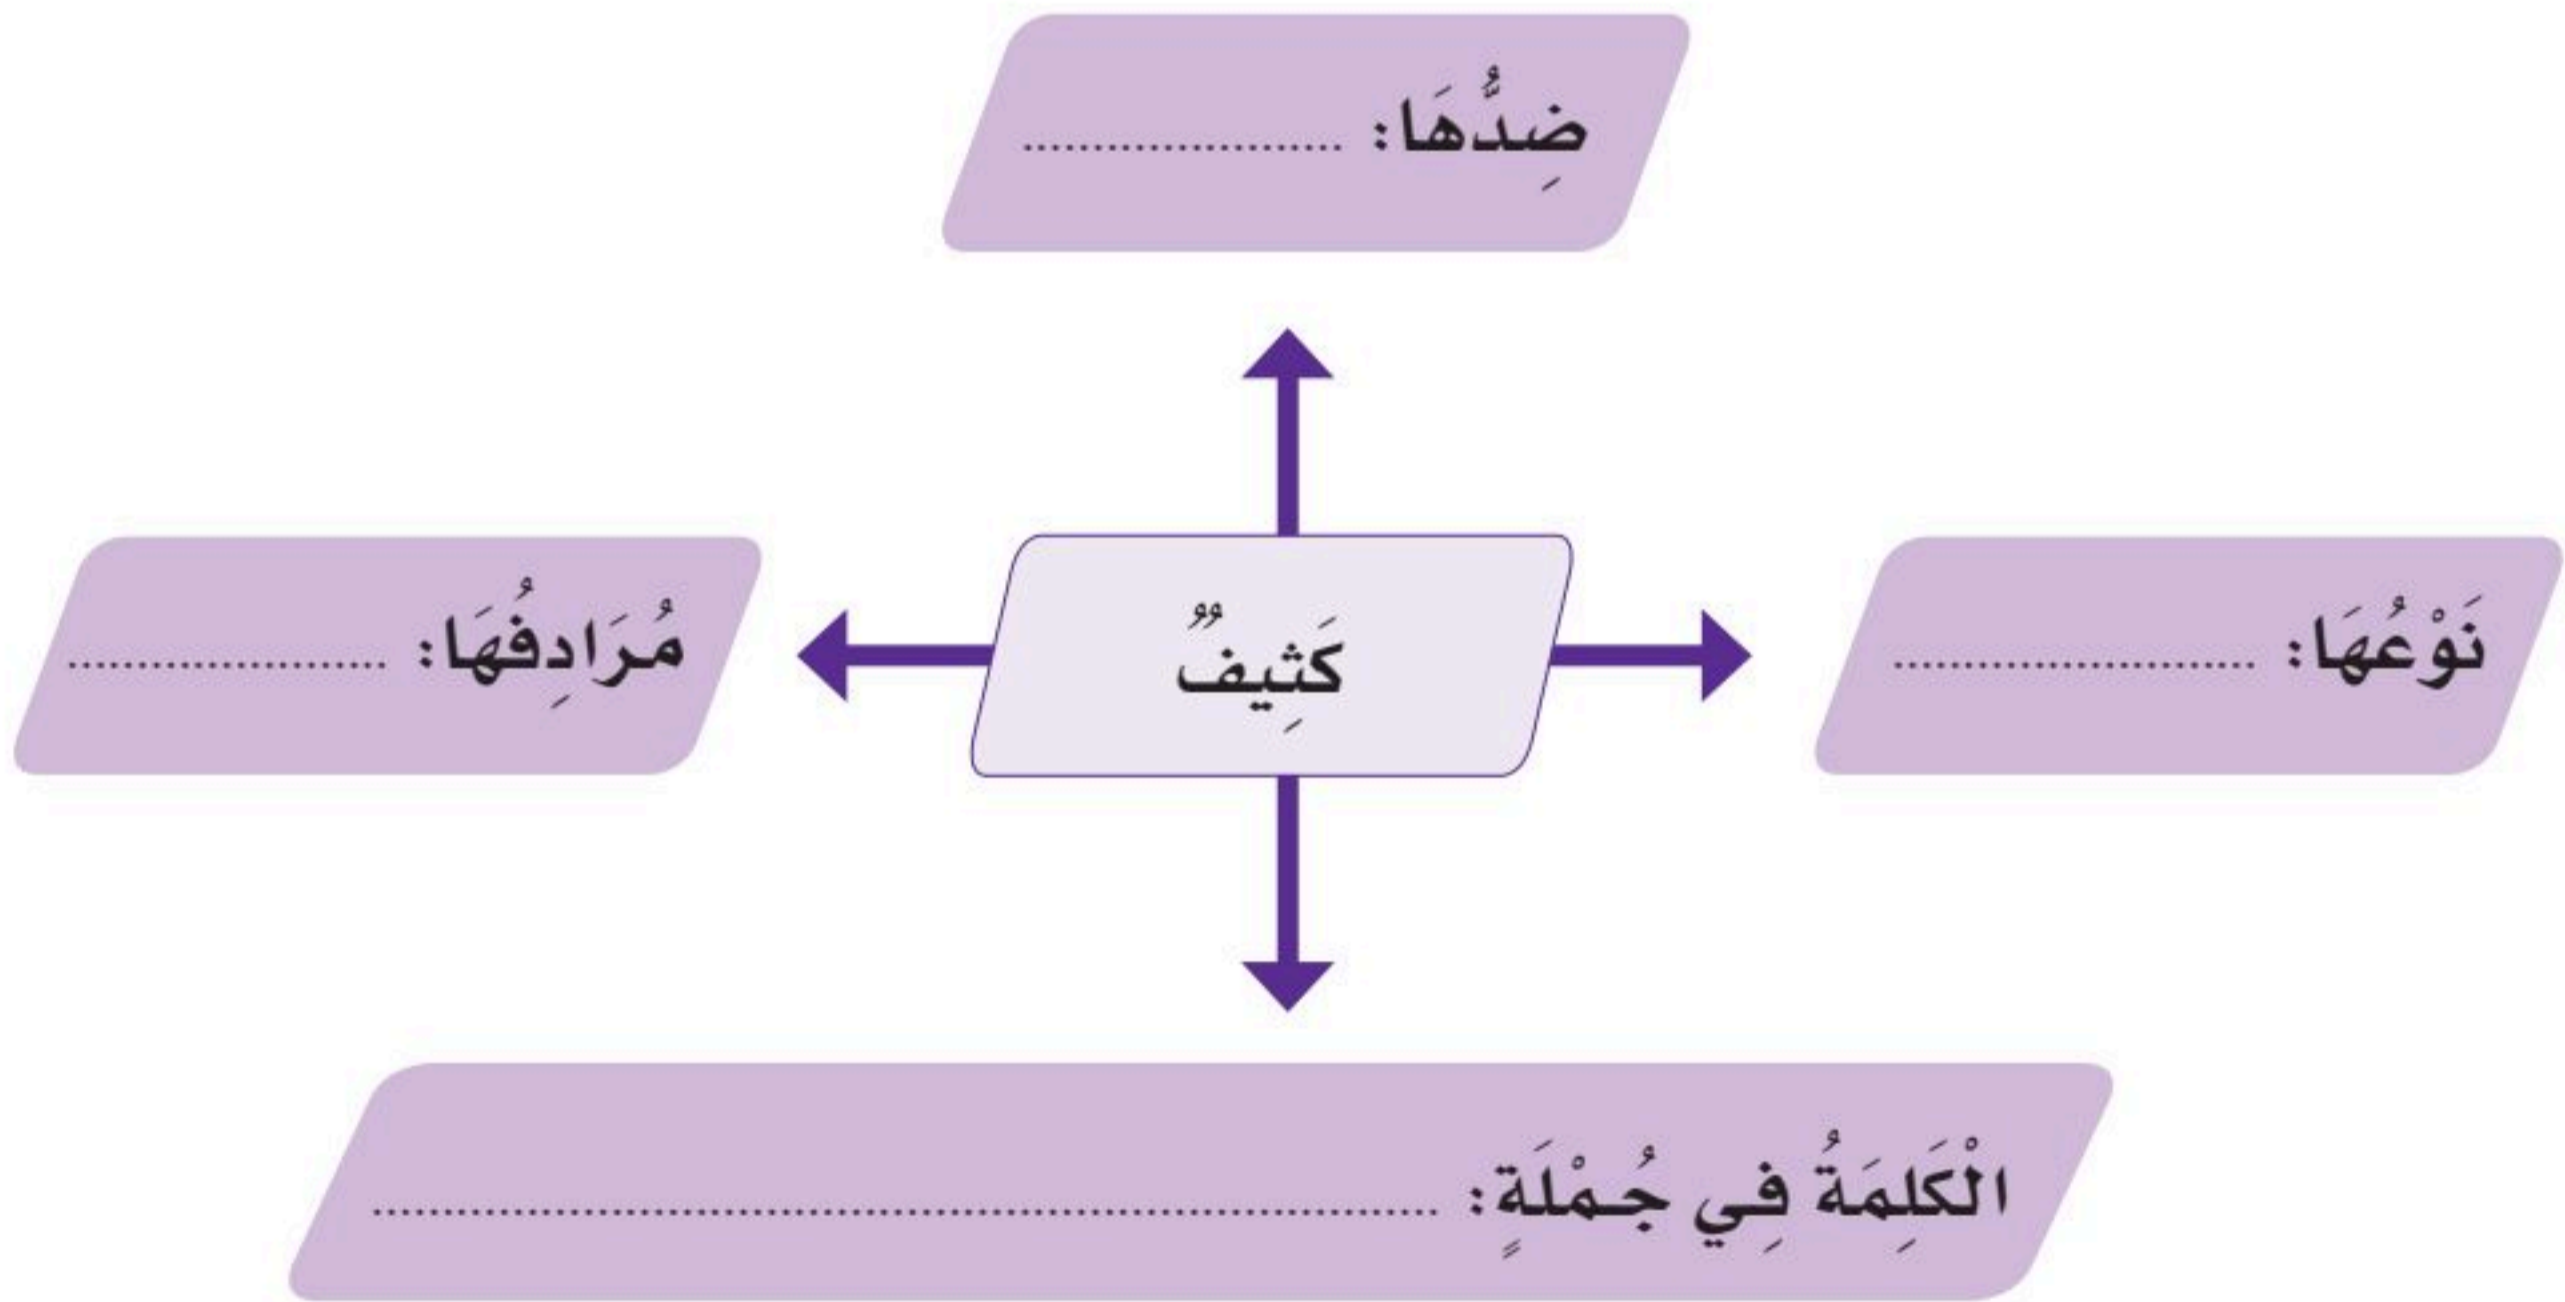 ضِدُّهَا: ......................
نَوْعُهَا: .........................
كَثِيفٌ
مُرَادِفُهَا: ......................
الْكَلِمَةُ فِي جُمْلَةٍ: ..........................................................................